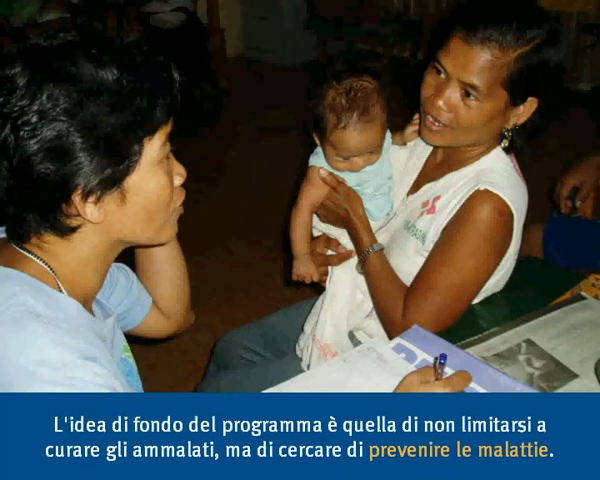 L'idea di fondo del programma è quella di non limitarsi a
curare gli ammalati, ma di cercare di prevenire le malattie.